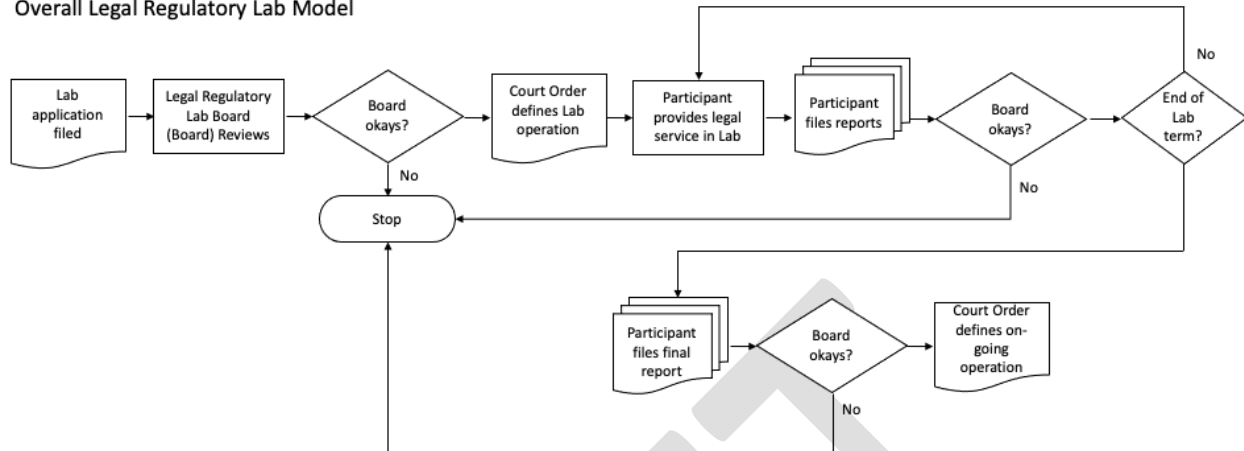 Overall Legal Regulatory Lab Model
Lab
application
filed
Legal Regulatory
Lab Board
(Board) Reviews
Board
okays?
No
Court Order
defines Lab
operation
Participant
provides legal
service in Lab
Participant
files reports
Board
okays?
No
End of
Lab
term?
No
Stop
Participant
files final
report
Board
okays?
No
Court Order
defines on-
going
operation